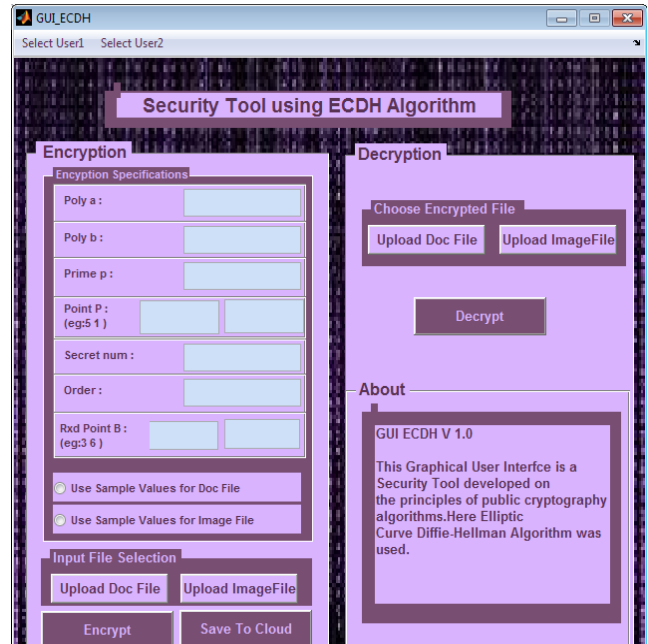 GUI_ECDH
Select User1 Select User2
Security Tool using ECDH Algorithm
Encryption
Encyption Specifications
Poly a :
Poly b :
Prime p :
Point P :
(eg:5 1 )
Secret num :
Order :
Rxd Point B :
(eg:3 6 )
Use Sample Values for Doc File
Use Sample Values for Image File
Input File Selection
Upload Doc File Upload ImageFile
Encrypt Save To Cloud
Decryption
Choose Encrypted File
Upload Doc File Upload ImageFile
Decrypt
About
GUI ECDH V 1.0
This Graphical User Interfce is a
Security Tool developed on
the principles of public cryptography
algorithms.Here Elliptic
Curve Diffie-Hellman Algorithm was
used.